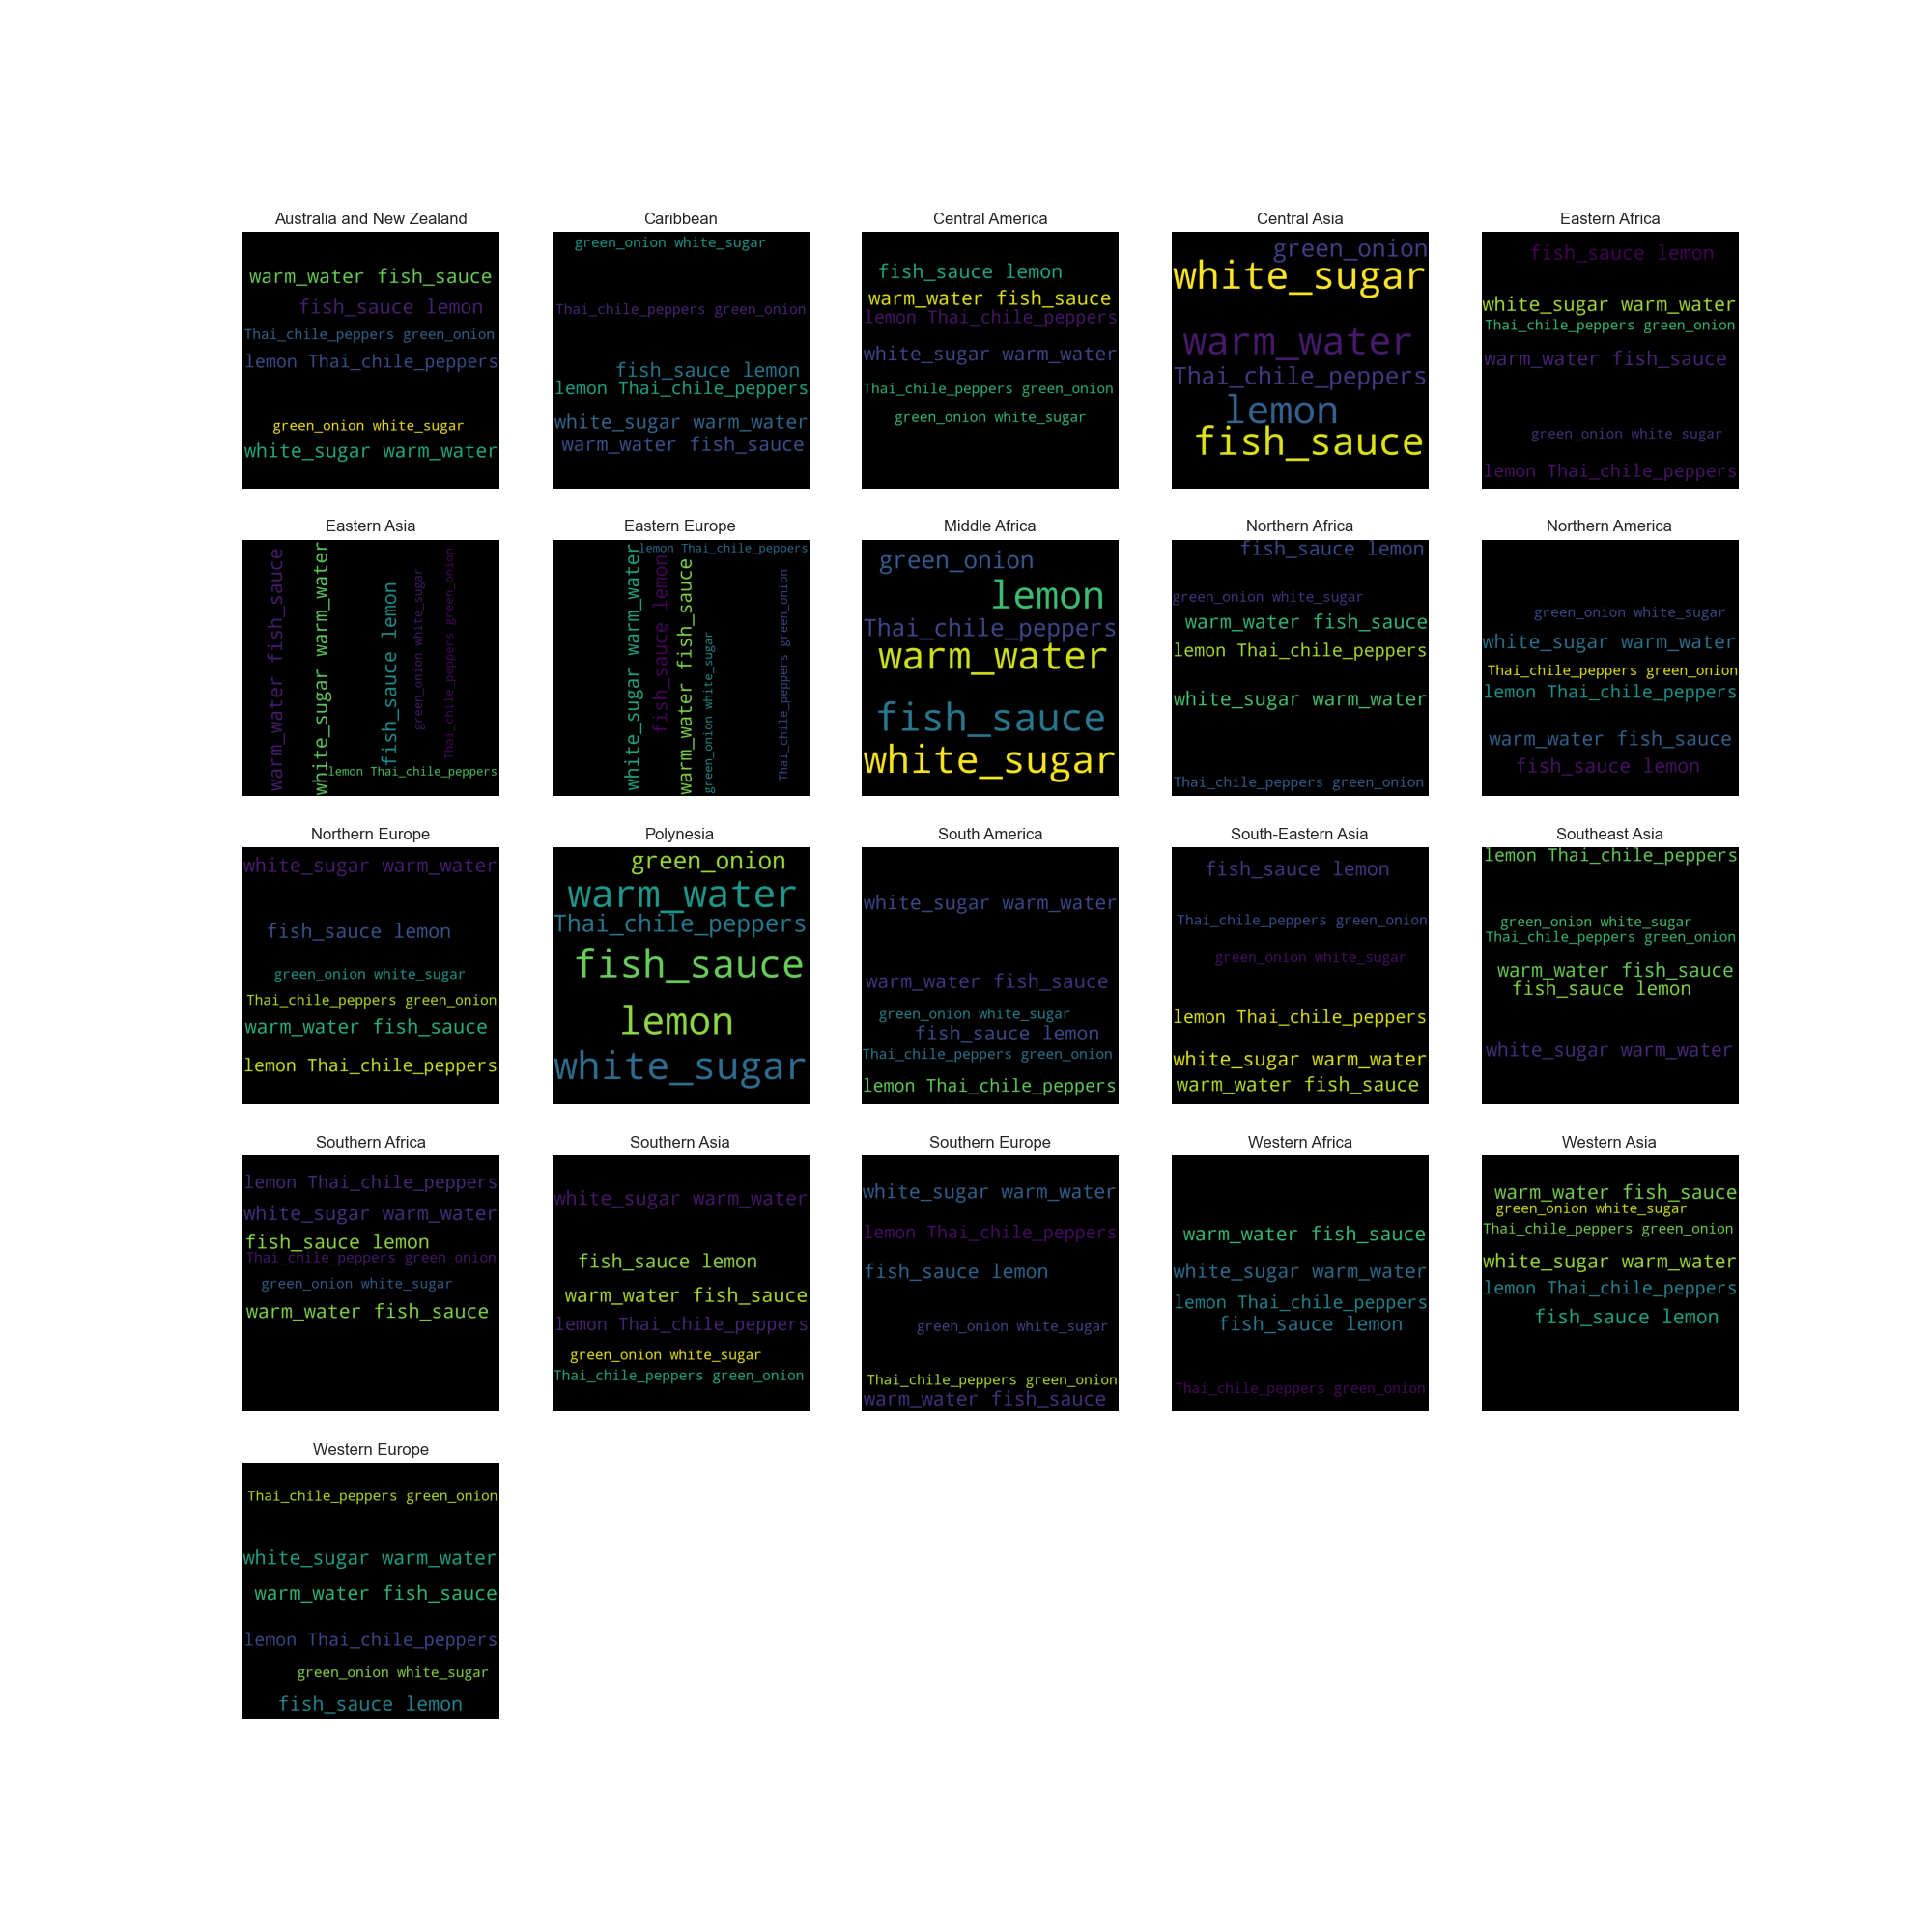 Australia and New Zealand
warm_water fish_sauce
fish_sauce lemon
Thai_chile_peppers green_onion
lemon Thai_chile_peppers
green_onion white_sugar
white_sugar warm_water
Caribbean
green_onion white_sugar
Thai_chile_peppers green_onion
fish_sauce lemon
lemon Thai_chile_peppers
white_sugar warm_water
warm_water fish_sauce
Central America
fish_sauce lemon
warm_water fish_sauce
lemon Thai_chile_peppers
white_sugar warm_water
Thai_chile_peppers green_onion
green_onion white_sugar
Central Asia
green_onion
white_sugar
warm_water
Thai_chile_peppers
lemon
fish_sauce
Eastern Africa
fish_sauce lemon
white_sugar warm_water
Thai_chile_peppers green_onion
warm_water fish_sauce
green_onion white_sugar
lemon Thai_chile_peppers
Eastern Asia
warm_water fish_sauce
white_sugar warm_water
fish_sauce lemon
green_onion white_sugar
Thai_chile_peppers green_onion
lemon Thai_chile_peppers
Eastern Europe
lemon Thai_chile_peppers
white_sugar warm_water
fish_sauce lemon
warm_water fish_sauce
green_onion white_sugar
Thai_chile_peppers green_onion
Middle Africa
green_onion
lemon
Thai_chile_peppers
warm_water
fish_sauce
white_sugar
Northern Africa
fish_sauce lemon
green_onion white_sugar
warm_water fish_sauce
lemon Thai_chile_peppers
white_sugar warm_water
Thai_chile_peppers green_onion
Northern America
green_onion white_sugar
white_sugar warm_water
Thai_chile_peppers green_onion
lemon Thai_chile_peppers
warm_water fish_sauce
fish_sauce lemon
Northern Europe
white_sugar warm_water
fish_sauce lemon
green_onion white_sugar
Thai_chile_peppers green_onion
warm_water fish_sauce
lemon Thai_chile_peppers
Polynesia
green_onion
warm_water
Thai_chile_peppers
fish_sauce
lemon
white_sugar
South America
white_sugar warm_water
warm_water fish_sauce
green_onion white_sugar
fish_sauce lemon
Thai_chile_peppers green_onion
lemon Thai_chile_peppers
South-Eastern Asia
fish_sauce lemon
Thai_chile_peppers green_onion
green_onion white_sugar
lemon Thai_chile_peppers
white_sugar warm_water
warm_water fish_sauce
Southeast Asia
lemon Thai_chile_peppers
green_onion white_sugar
Thai_chile_peppers green_onion
warm_water fish_sauce
fish_sauce lemon
white_sugar warm_water
Southern Africa
lemon Thai_chile_peppers
white_sugar warm_water
fish_sauce lemon
Thai_chile_peppers green_onion
green_onion white_sugar
warm_water fish_sauce
Southern Asia
white_sugar warm_water
fish_sauce lemon
warm_water fish_sauce
lemon Thai_chile_peppers
green_onion white_sugar
Thai_chile_peppers green_onion
Southern Europe
white_sugar warm_water
lemon Thai_chile_peppers
fish_sauce lemon
green_onion white_sugar
Thai_chile_peppers green_onion
warm_water fish_sauce
Western Africa
warm_water fish_sauce
white_sugar warm_water
lemon Thai_chile_peppers
fish_sauce lemon
Thai_chile_peppers green_onion
Western Asia
warm_water fish_sauce
green_onion white_sugar
Thai_chile_peppers green_onion
white_sugar warm_water
lemon Thai_chile_peppers
fish_sauce lemon
Western Europe
Thai_chile_peppers green_onion
white_sugar warm_water
warm_water fish_sauce
lemon Thai_chile_peppers
green_onion white_sugar
fish_sauce lemon